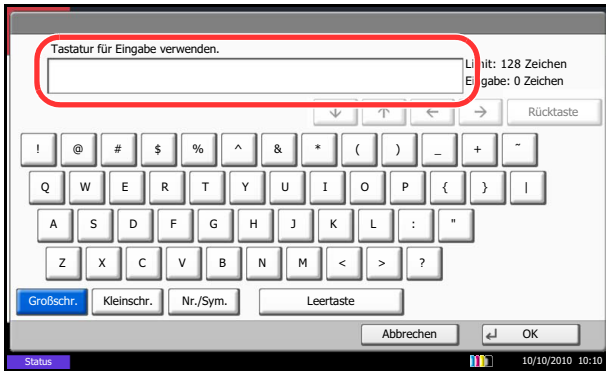 Tastatur für Eingabe verwenden.
Limit: 128 Zeichen
Eingabe: 0 Zeichen
↓ ↑ ← → Rücktaste
! @ # $ % ^ & * ( ) _ + ~
Q W E R T Y U I O P { } |
A S D F G H J K L : "
Z X C V B N M < > ?
Großschr. Kleinschr. Nr./Sym. Leertaste
Abbrechen OK
Status 10/10/2010 10:10